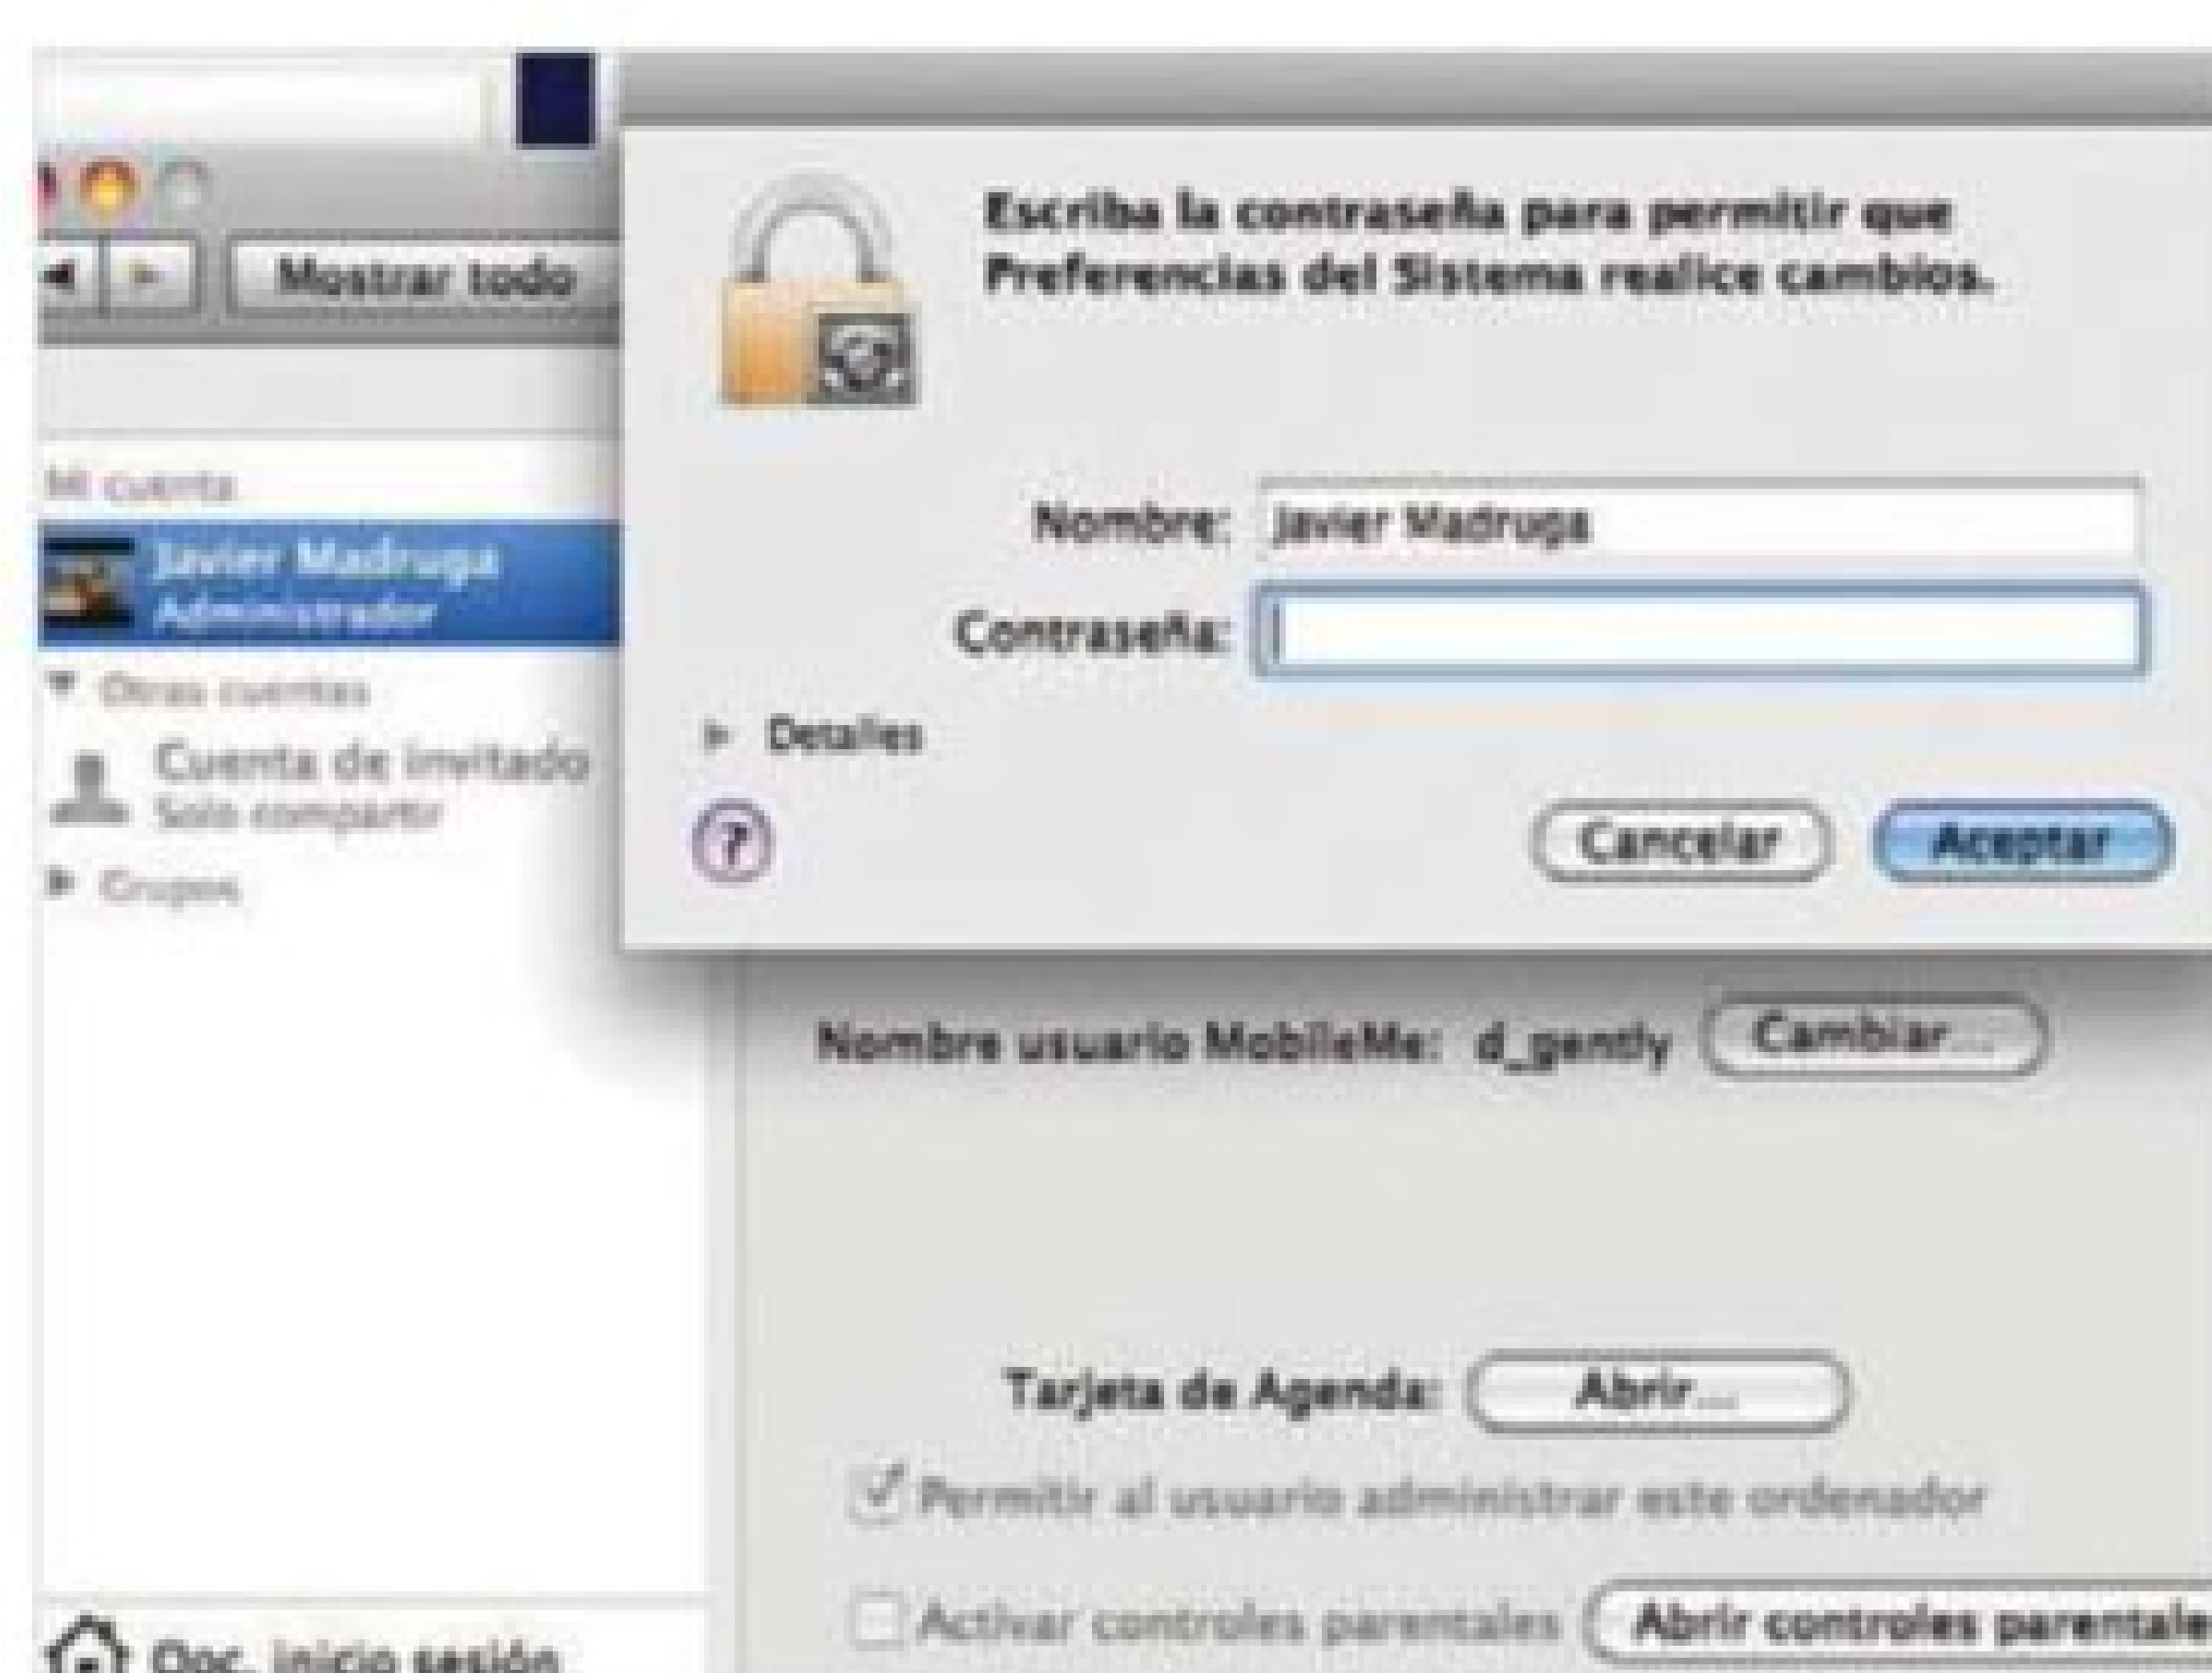 Mostrar todo
Escriba la contraseña para permitir que
Preferencias del Sistema realice cambios.
Mi cuenta
Javier Madruga
Administrador
Otras cuentas
Cuenta de invitado
Solo compartir
Grupos
Nombre: Javier Madruga
Contraseña:
Detalles
?
Cancelar
Aceptar
Nombre usuario MobileMe: d_gently
Cambiar...
Tarjeta de Agenda:
Abrir...
Permitir al usuario administrar este ordenador
Activar controles parentales
Abrir controles parentale
Opc. inicio sesión